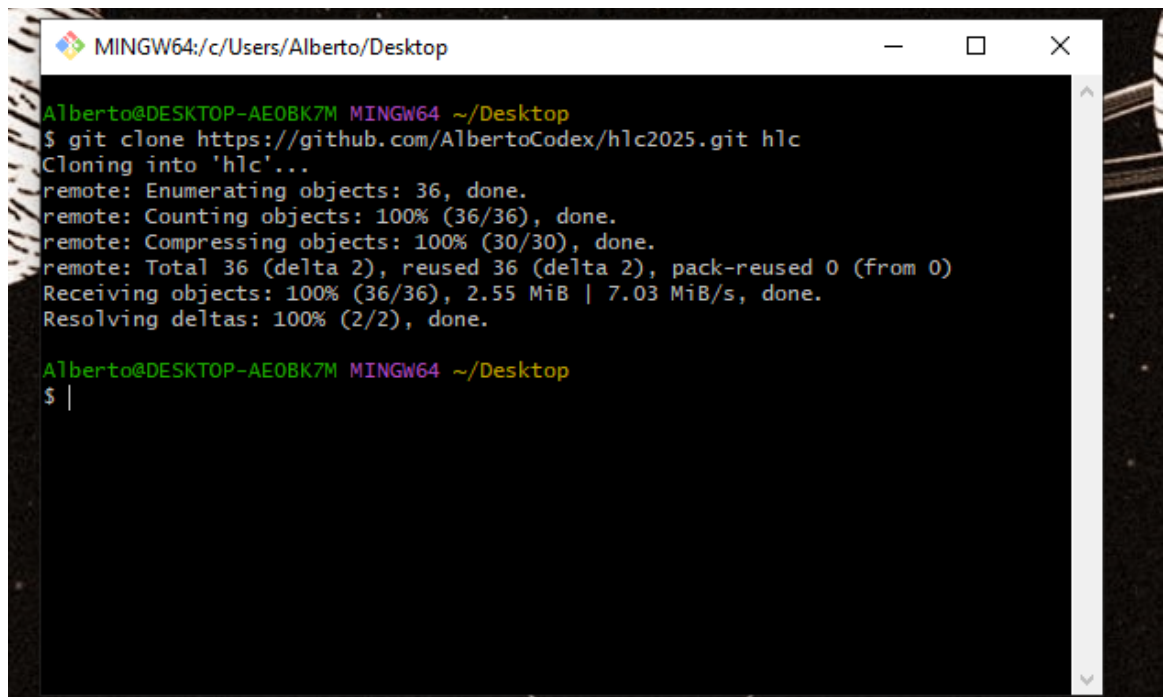 MINGW64:/c/Users/Alberto/Desktop
Alberto@DESKTOP-AEOBK7M MINGW64 ~/Desktop
$ git clone https://github.com/AlbertoCodex/hlc2025.git hlc
Cloning into 'hlc'...
remote: Enumerating objects: 36, done.
remote: Counting objects: 100% (36/36), done.
remote: Compressing objects: 100% (30/30), done.
remote: Total 36 (delta 2), reused 36 (delta 2), pack-reused 0 (from 0)
Receiving objects: 100% (36/36), 2.55 MiB | 7.03 MiB/s, done.
Resolving deltas: 100% (2/2), done.
Alberto@DESKTOP-AEOBK7M MINGW64 ~/Desktop
$